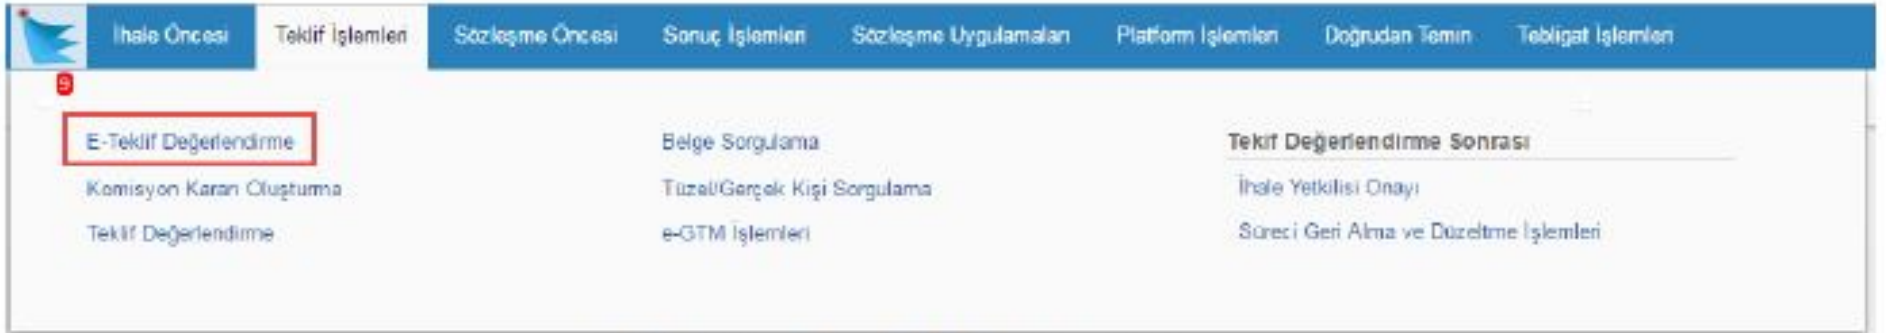 İhale Öncesi Teklif İşlemleri Sözleşme Öncesi Sonuç İşlemleri Sözleşme Uygulamaları Platform İşlemleri Doğrudan Temin Tebligat İşlemleri
9
E-Teklif Değerlendirme
Komisyon Kararı Oluşturma
Teklif Değerlendirme
Belge Sorgulama
Tüzel/Gerçek Kişi Sorgulama
e-GTM İşlemleri
Tekif Değerlendirme Sonrası
İhale Yetkilisi Onayı
Süreci Geri Alma ve Düzeltme İşlemleri